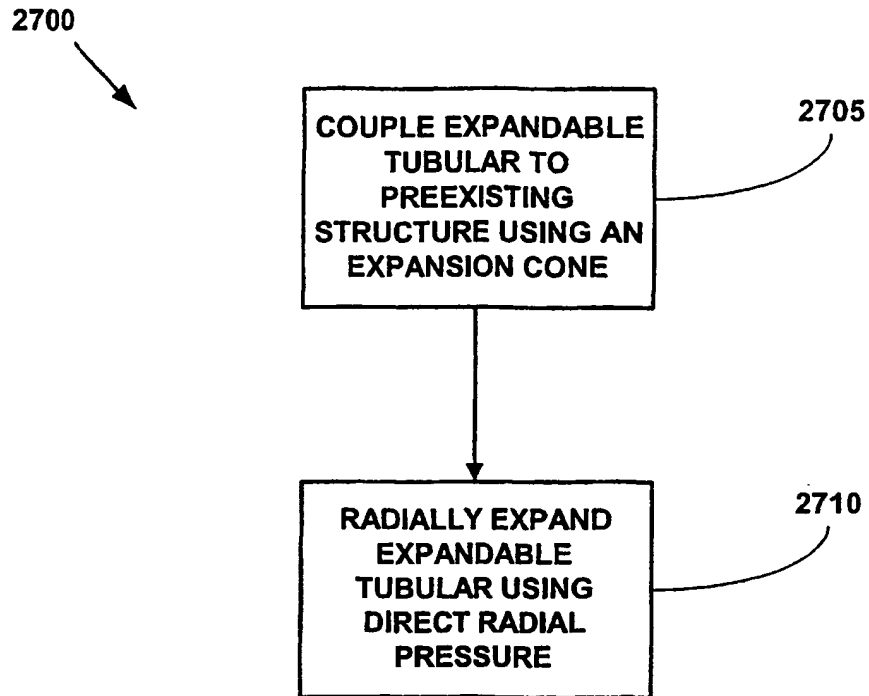 2700
COUPLE EXPANDABLE
TUBULAR TO
PREEXISTING
STRUCTURE USING AN
EXPANSION CONE
2705
RADIALLY EXPAND
EXPANDABLE
TUBULAR USING
DIRECT RADIAL
PRESSURE
2710